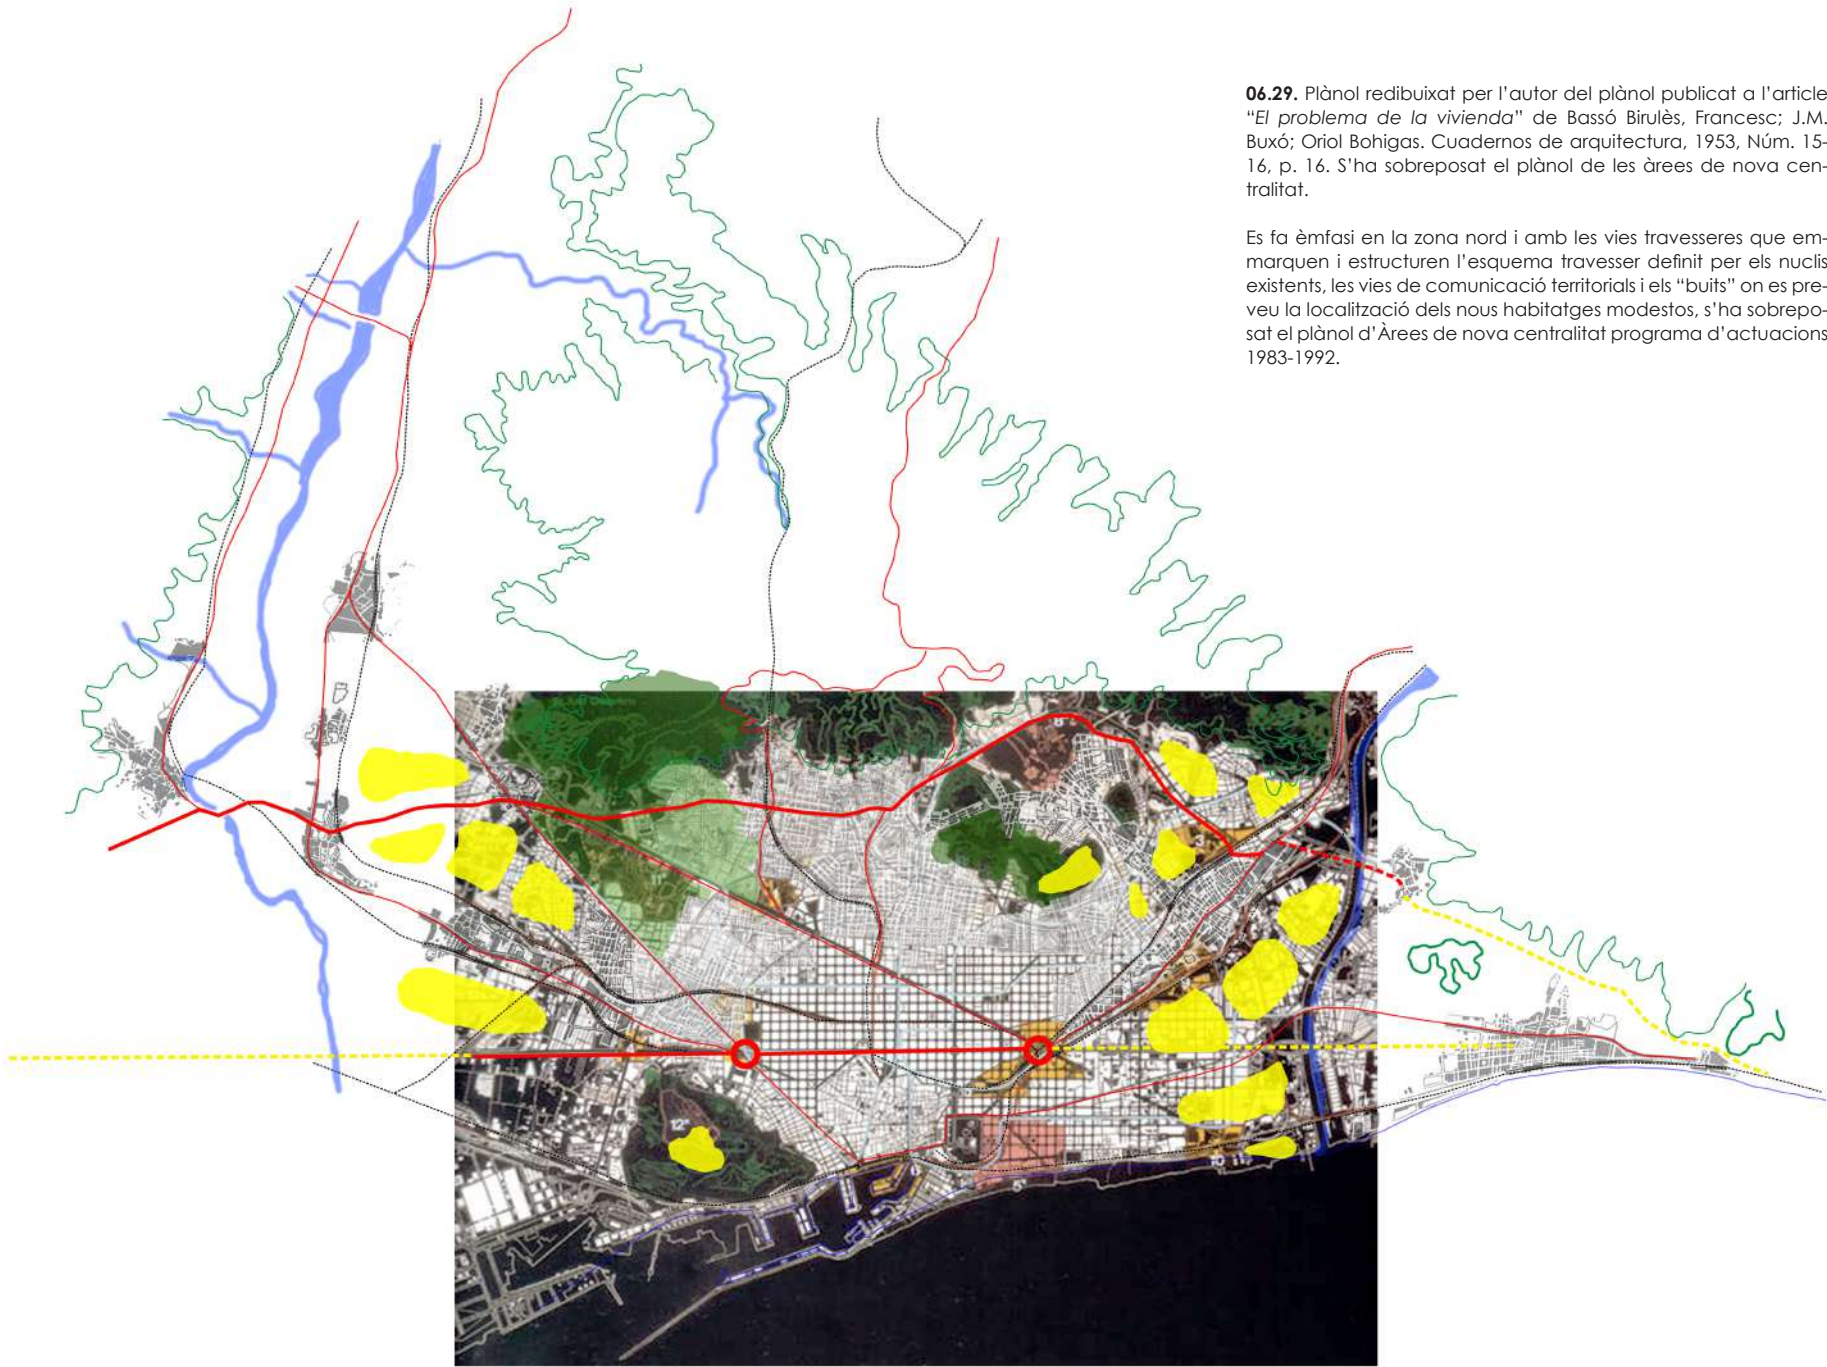 06.29. Plànol redibuixat per l'autor del plànol publicat a l'article
“El problema de la vivienda” de Bassó Birulès, Francesc; J.M.
Buxó; Oriol Bohigas. Cuadernos de arquitectura, 1953, Núm. 15-
16, p. 16. S'ha sobreposat el plànol de les àrees de nova cen-
tralitat.
Es fa èmfasi en la zona nord i amb les vies travesseres que em-
marquen i estructuren l'esquema travesser definit per els nuclis
existents, les vies de comunicació territorials i els “buits” on es pre-
veu la localització dels nous habitatges modestos, s'ha sobrepo-
sat el plànol d'Àrees de nova centralitat programa d'actuacions
1983-1992.